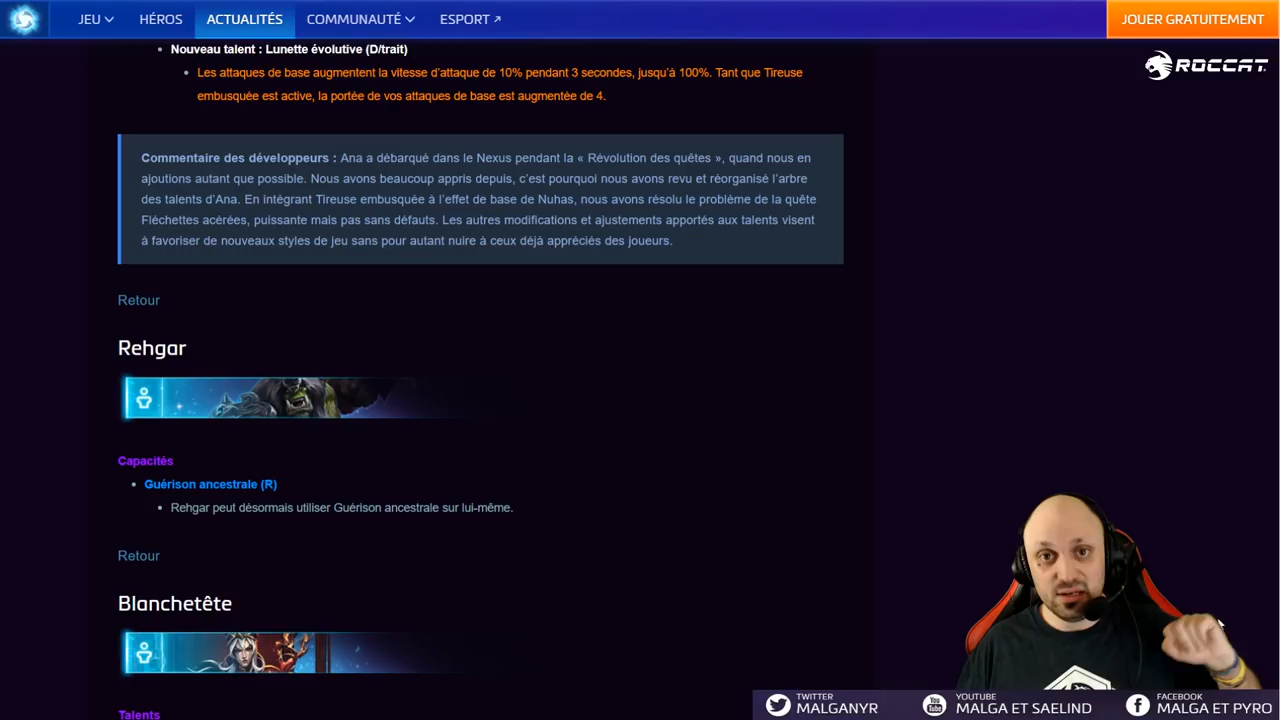 JEU HÉROS ACTUALITÉS COMMUNAUTÉ ESPORT JOUER GRATUITEMENT
Nouveau talent : Lunette évolutive (D/trait)
ROCCAT
Les attaques de base augmentent la vitesse d'attaque de 10% pendant 3 secondes, jusqu'à 100%. Tant que Tireuse
embusquée est active, la portée de vos attaques de base est augmentée de 4.
Commentaire des développeurs : Ana a débarqué dans le Nexus pendant la « Révolution des quêtes », quand nous en
ajoutions autant que possible. Nous avons beaucoup appris depuis, c'est pourquoi nous avons revu et réorganisé l'arbre
des talents d'Ana. En intégrant Tireuse embusquée à l'effet de base de Nuhas, nous avons résolu le problème de la quête
Fléchettes acérées, puissante mais pas sans défauts. Les autres modifications et ajustements apportés aux talents visent
à favoriser de nouveaux styles de jeu sans pour autant nuire à ceux déjà appréciés des joueurs.
Retour
Rehgar
Capacités
Guérison ancestrale (R)
Rehgar peut désormais utiliser Guérison ancestrale sur lui-même.
Retour
Blanchetête
Talents
TWITTER
MALGANYR
YOUTUBE
MALGA ET SAELIND
FACEBOOK
MALGA ET PYRO